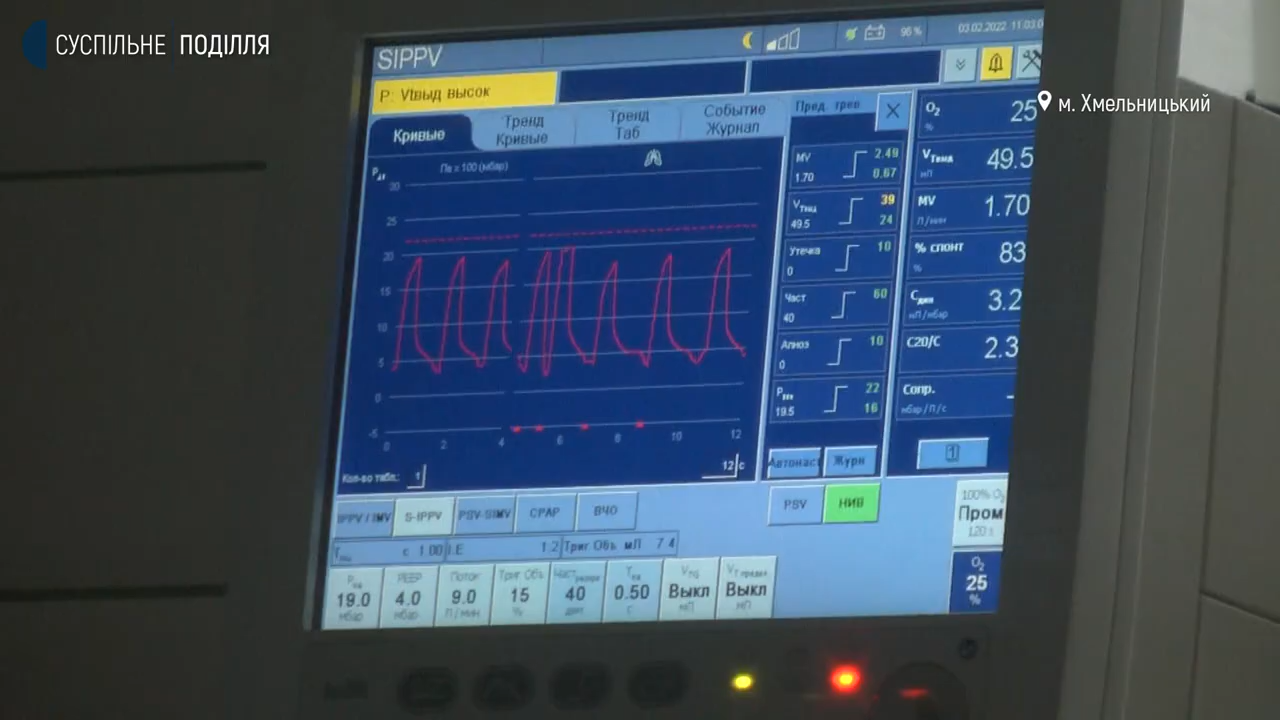 СУСПІЛЬНЕ ПОДІЛЛЯ
м. Хмельницький
SIPPV
96 %
03.02.2022 11:03:0
P: Vtвыд высок
Кривые
Тренд Кривые
Тренд Таб
Событие Журнал
Пред. трев
30
25
20
15
10
5
0
-5
0 2 4 6 8 10 12
12 с
Кол-во табл.: 1
MV 2.49
1.70 0.67
39
49.5 24
Утечка 10
0
Част 60
40
Апноэ 10
0
22
19.5 16
Автонаст Журн
O2 % 25
мл 49.5
MV Л/мин 1.70
% спонт % 83
Сдин мл/мбар 3.2
C20/C 2.3
Сопр. мбар/Л/с -
1
IPPV / IMV
S-IPPV
PSV-SIMV
CPAP
ВЧО
PSV
НИВ
с 1.00 I:E 1:2 Триг Объ мЛ 7.4
19.0 мбар
PEEP 4.0 мбар
Поток 9.0 Л/мин
Триг Объ 15 %
40
0.50 с
Выкл мЛ
Выкл мЛ
100% O2
Пром
120 s
O2
25
%